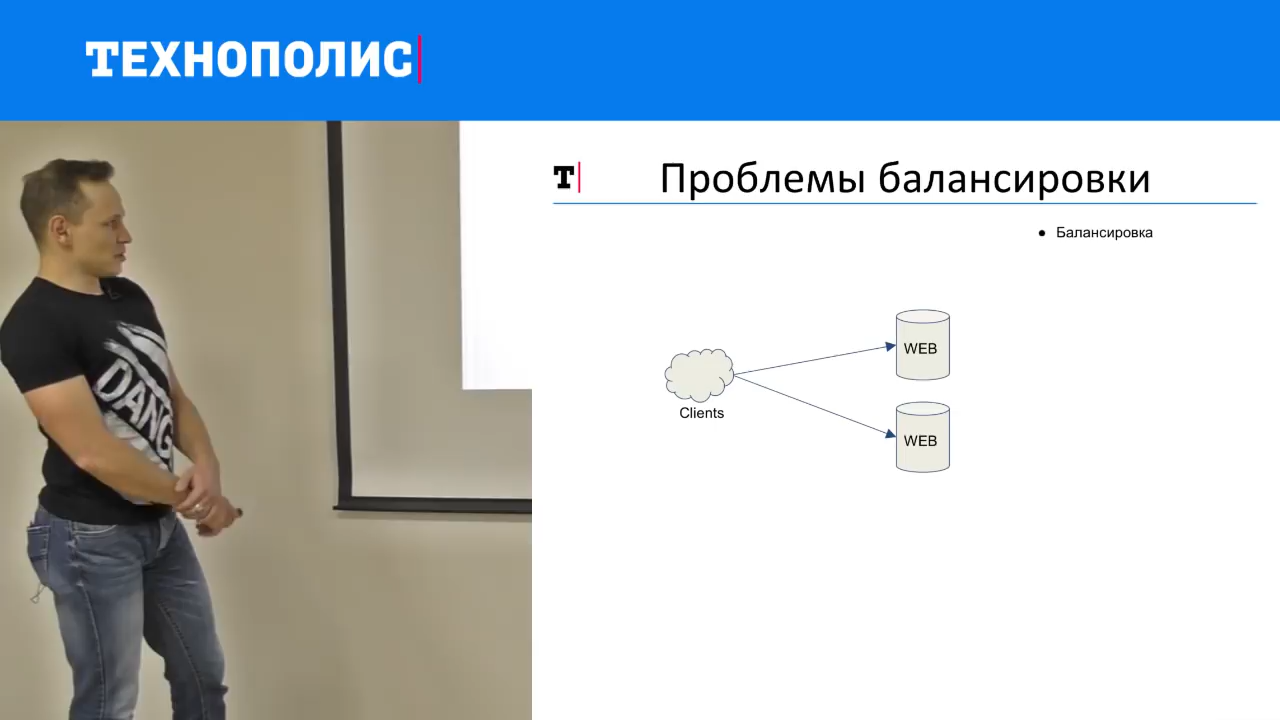 ТЕХНОПОЛИС
Т
Проблемы балансировки
• Балансировка
WEB
Clients
WEB
DANG